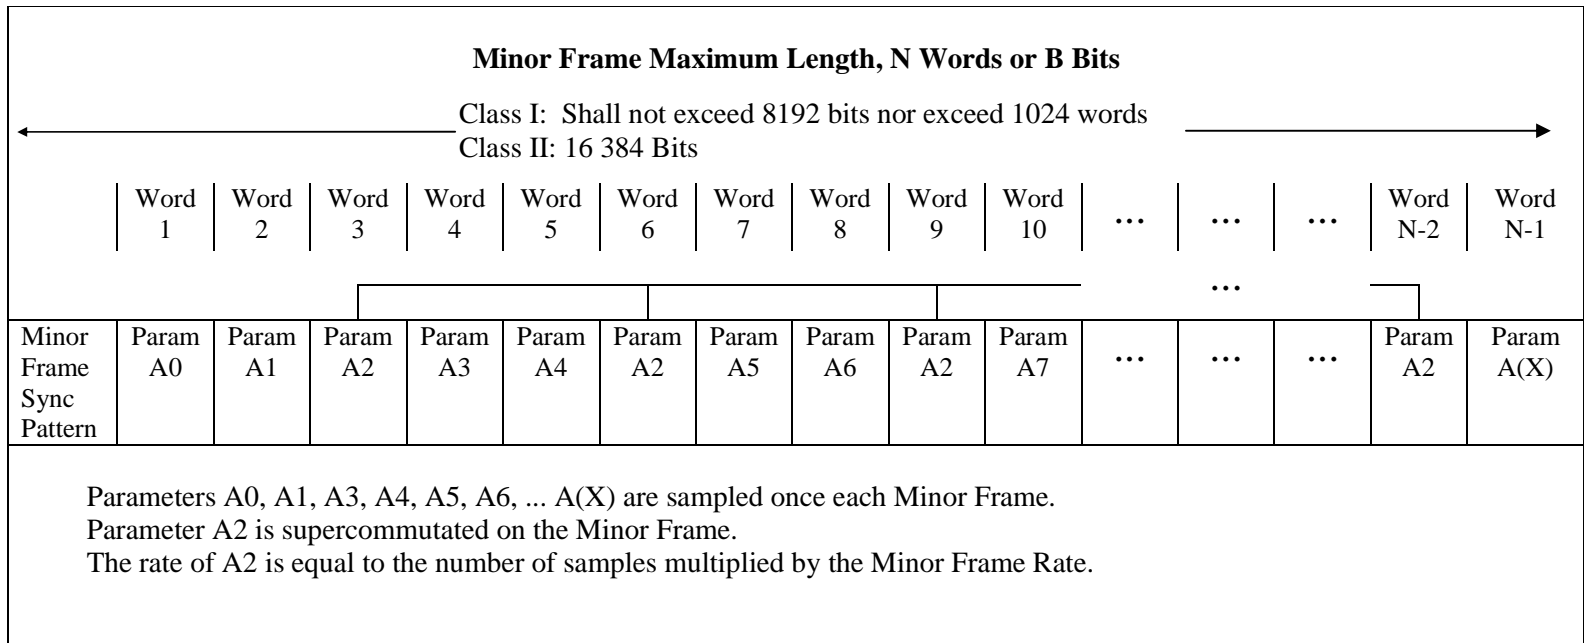 Minor Frame Maximum Length, N Words or B Bits
Class I:  Shall not exceed 8192 bits nor exceed 1024 words
Class II: 16 384 Bits
Word 1 Word 2 Word 3 Word 4 Word 5 Word 6 Word 7 Word 8 Word 9 Word 10 ... ... ... Word N-2 Word N-1
...
Minor Frame Sync Pattern Param A0 Param A1 Param A2 Param A3 Param A4 Param A2 Param A5 Param A6 Param A2 Param A7 ... ... ... Param A2 Param A(X)
Parameters A0, A1, A3, A4, A5, A6, ... A(X) are sampled once each Minor Frame.
Parameter A2 is supercommutated on the Minor Frame.
The rate of A2 is equal to the number of samples multiplied by the Minor Frame Rate.